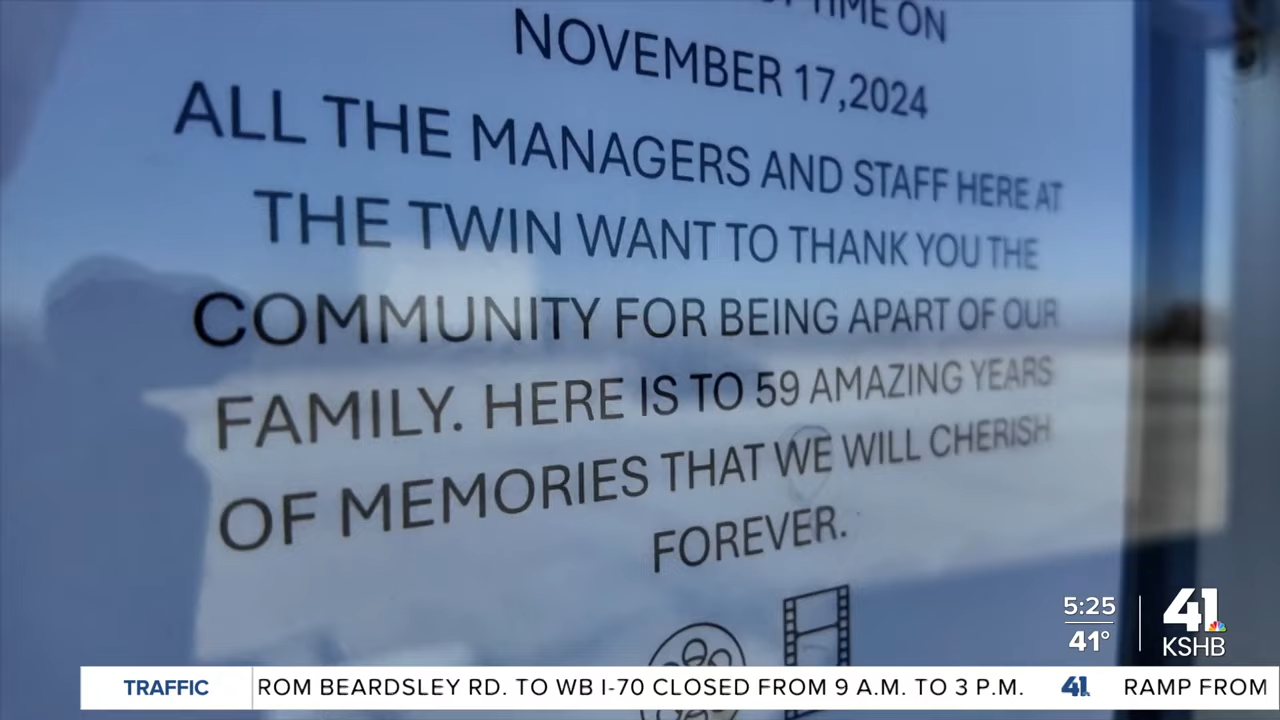 TIME ON
NOVEMBER 17,2024
ALL THE MANAGERS AND STAFF HERE AT
THE TWIN WANT TO THANK YOU THE
COMMUNITY FOR BEING APART OF OUR
FAMILY. HERE IS TO 59 AMAZING YEARS
OF MEMORIES THAT WE WILL CHERISH
FOREVER.
5:25
41°
41
KSHB
TRAFFIC ROM BEARDSLEY RD. TO WB I-70 CLOSED FROM 9 A.M. TO 3 P.M. 41 RAMP FROM